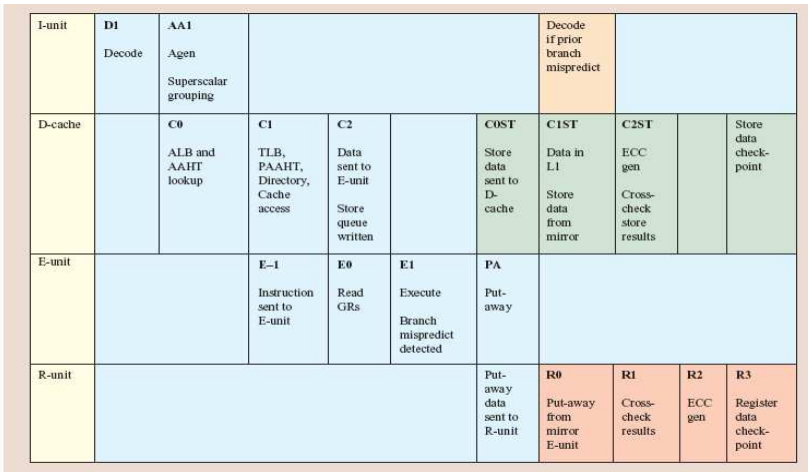 I-unit
D1
Decode
AA1
Agen
Superscalar
grouping
Decode
if prior
branch
mispredict
D-cache
C0
ALB and
AAHT
lookup
C1
TLB,
PAAHT,
Directory,
Cache
access
C2
Data
sent to
E-unit
Store
queue
written
C0ST
Store
data
sent to
D-
cache
C1ST
Data in
L1
Store
data
from
mirror
C2ST
ECC
gen
Cross-
check
store
results
Store
data
check-
point
E-unit
E–1
Instruction
sent to
E-unit
E0
Read
GRs
E1
Execute
Branch
mispredict
detected
PA
Put-
away
R-unit
Put-
away
data
sent to
R-unit
R0
Put-away
from
mirror
E-unit
R1
Cross-
check
results
R2
ECC
gen
R3
Register
data
check-
point